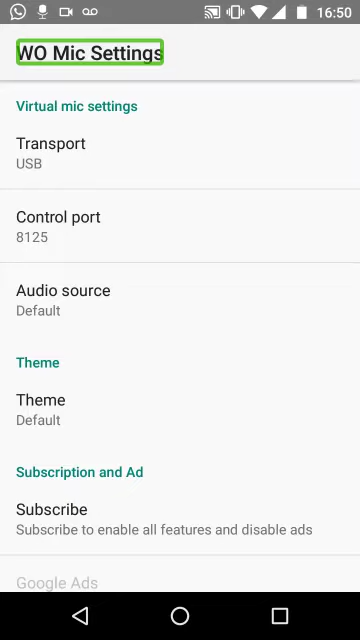 16:50
WO Mic Settings
Virtual mic settings
Transport
USB
Control port
8125
Audio source
Default
Theme
Theme
Default
Subscription and Ad
Subscribe
Subscribe to enable all features and disable ads
Google Ads